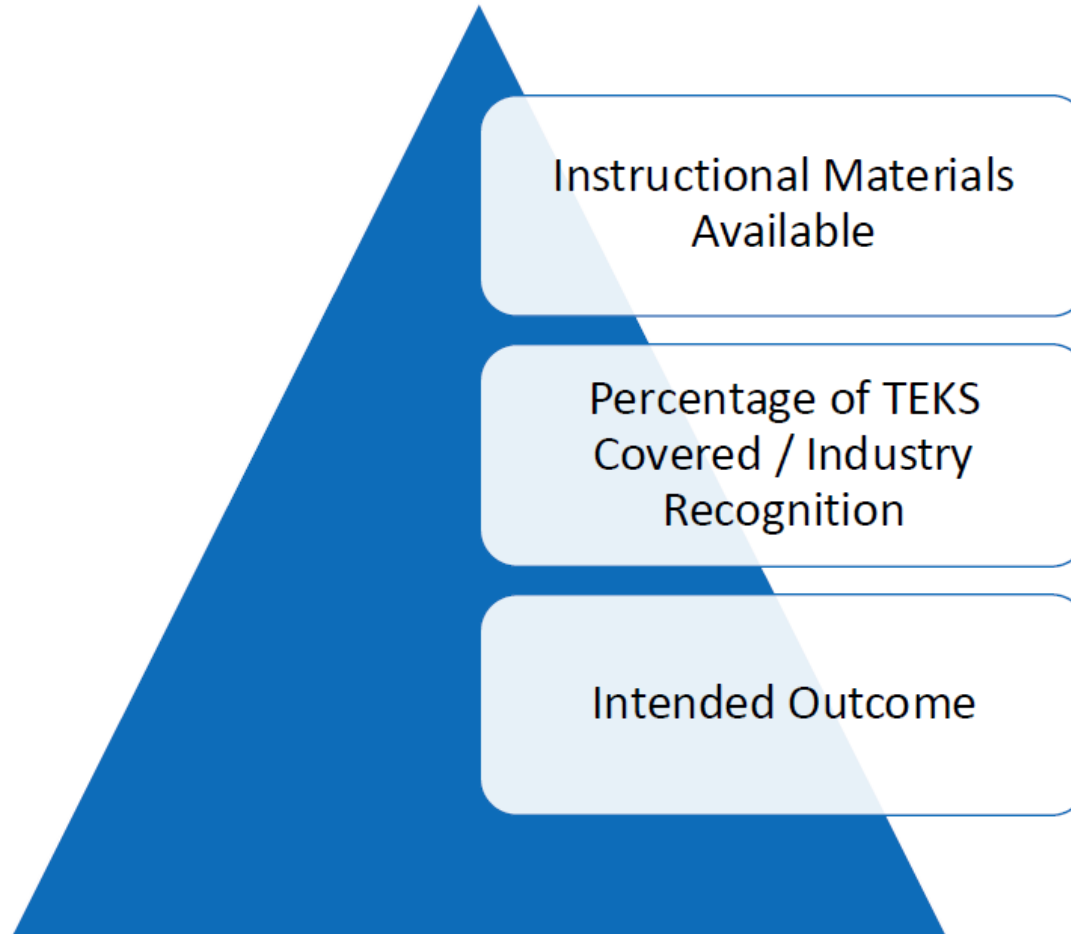 Instructional Materials
Available
Percentage of TEKS
Covered / Industry
Recognition
Intended Outcome